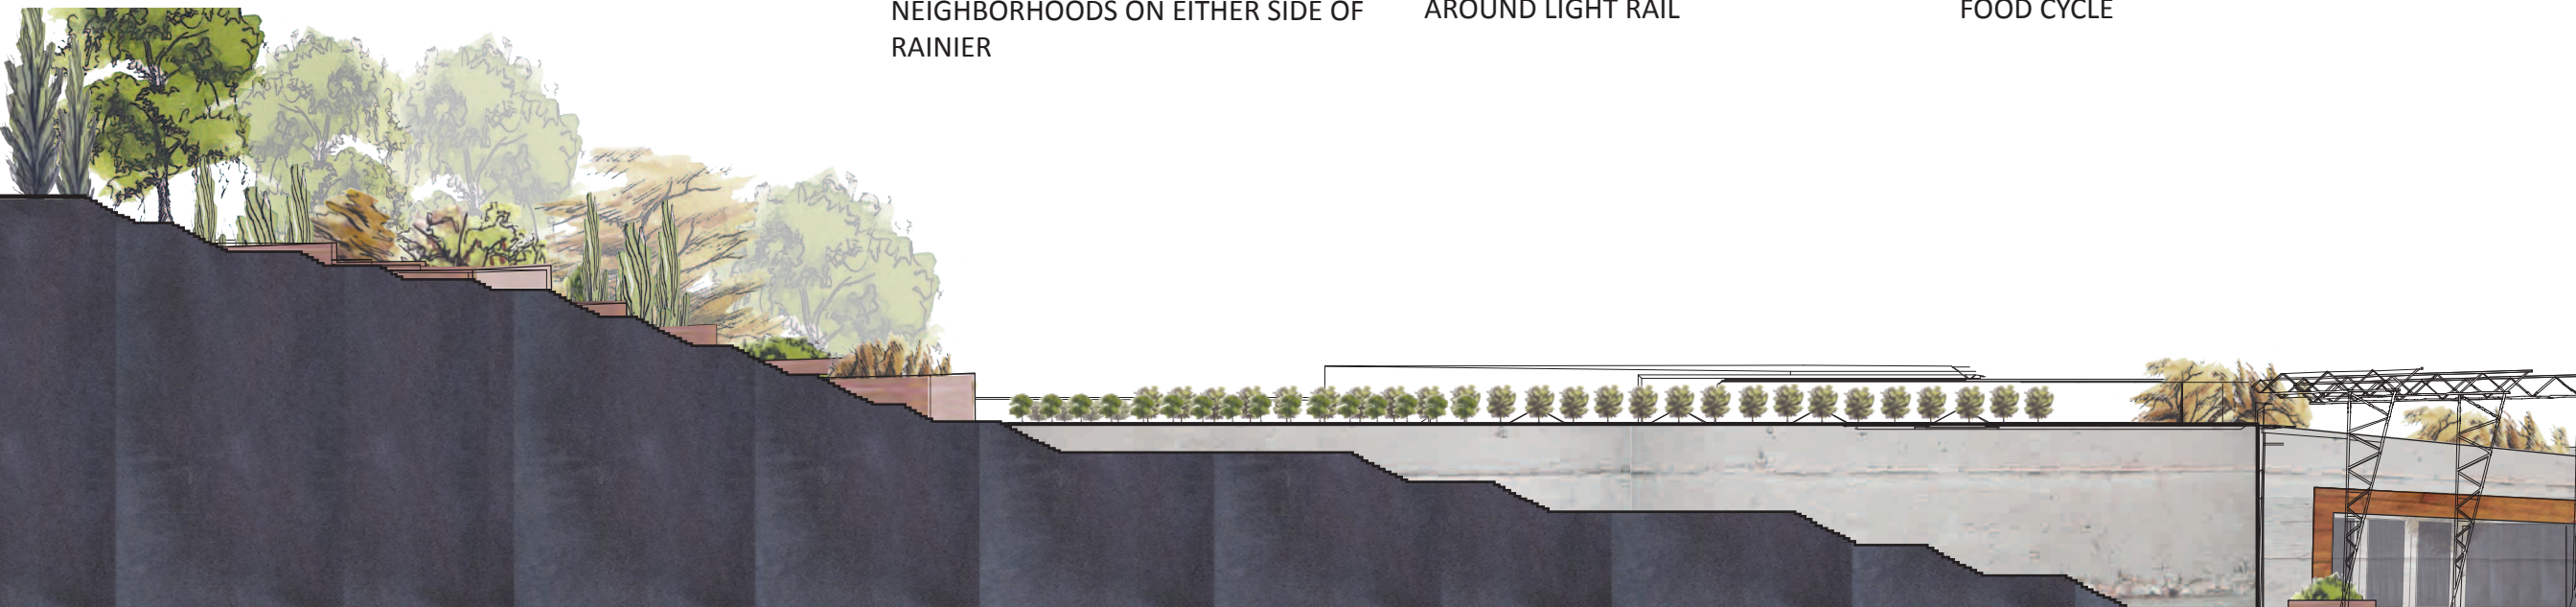 NEIGHBORHOODS ON EITHER SIDE OF
RAINIER
AROUND LIGHT RAIL
FOOD CYCLE